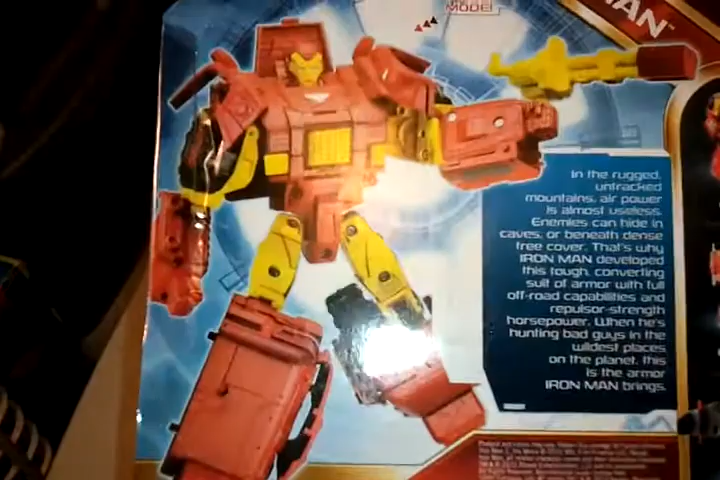 MODEL
MAN
In the rugged,
untracked
mountains, air power
is almost useless.
Enemies can hide in
caves, or beneath dense
tree cover. That's why
IRON MAN developed
this tough, converting
suit of armor with full
off-road capabilities and
repulsor-strength
horsepower. When he's
hunting bad guys in the
wildest places
on the planet, this
is the armor
IRON MAN brings.